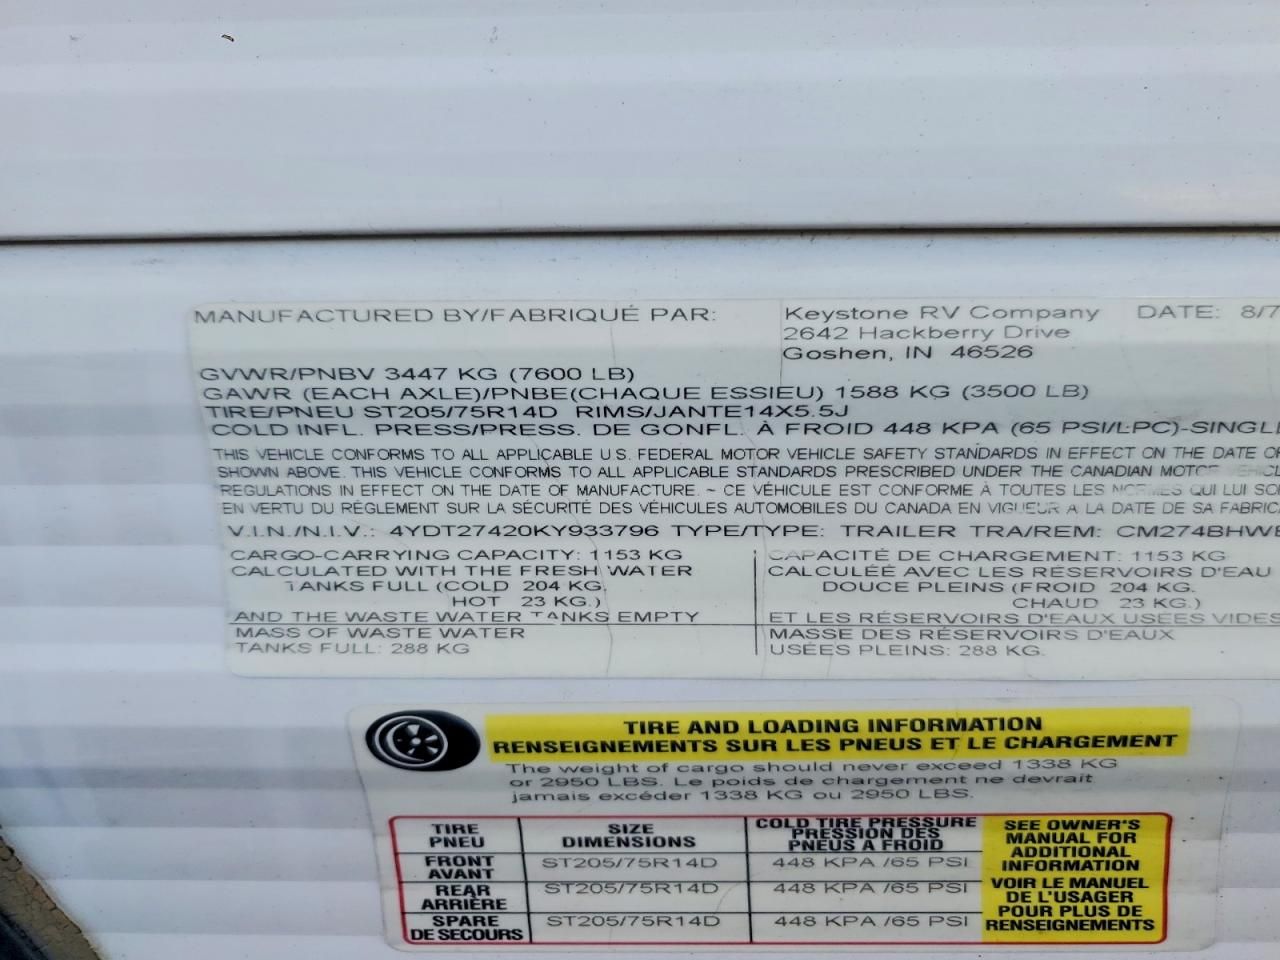 MANUFACTURED BY/FABRIQUÉ PAR: Keystone RV Company DATE: 8/7
2642 Hackberry Drive
Goshen, IN 46526
GVWR/PNBV 3447 KG (7600 LB)
GAWR (EACH AXLE)/PNBE(CHAQUE ESSIEU) 1588 KG (3500 LB)
TIRE/PNEU ST205/75R14D RIMS/JANTE14X5.5J
COLD INFL. PRESS/PRESS. DE GONFL. À FROID 448 KPA (65 PSI/LPC)-SINGLE
THIS VEHICLE CONFORMS TO ALL APPLICABLE U.S. FEDERAL MOTOR VEHICLE SAFETY STANDARDS IN EFFECT ON THE DATE OF
SHOWN ABOVE. THIS VEHICLE CONFORMS TO ALL APPLICABLE STANDARDS PRESCRIBED UNDER THE CANADIAN MOTOR VEHICL
REGULATIONS IN EFFECT ON THE DATE OF MANUFACTURE. ~ CE VÉHICULE EST CONFORME À TOUTES LES NORMES QUI LUI SO
EN VERTU DU RÈGLEMENT SUR LA SÉCURITÉ DES VÉHICULES AUTOMOBILES DU CANADA EN VIGUEUR A LA DATE DE SA FABRICA
V.I.N./N.I.V.: 4YDT27420KY933796 TYPE/TYPE: TRAILER TRA/REM: CM274BHWE
CARGO-CARRYING CAPACITY: 1153 KG
CALCULATED WITH THE FRESH WATER
TANKS FULL (COLD 204 KG.
HOT 23 KG.)
AND THE WASTE WATER TANKS EMPTY
MASS OF WASTE WATER
TANKS FULL: 288 KG
CAPACITÉ DE CHARGEMENT: 1153 KG
CALCULÉE AVEC LES RÉSERVOIRS D'EAU
DOUCE PLEINS (FROID 204 KG.
CHAUD 23 KG.)
ET LES RÉSERVOIRS D'EAUX USÉES VIDES
MASSE DES RÉSERVOIRS D'EAUX
USÉES PLEINS: 288 KG.
TIRE AND LOADING INFORMATION
RENSEIGNEMENTS SUR LES PNEUS ET LE CHARGEMENT
The weight of cargo should never exceed 1338 KG
or 2950 LBS. Le poids de chargement ne devrait
jamais excéder 1338 KG ou 2950 LBS.
TIRE
PNEU
SIZE
DIMENSIONS
COLD TIRE PRESSURE
PRESSION DES
PNEUS A FROID
FRONT
AVANT
ST205/75R14D 448 KPA /65 PSI
REAR
ARRIÈRE
ST205/75R14D 448 KPA /65 PSI
SPARE
DE SECOURS
ST205/75R14D 448 KPA /65 PSI
SEE OWNER'S
MANUAL FOR
ADDITIONAL
INFORMATION
VOIR LE MANUEL
DE L'USAGER
POUR PLUS DE
RENSEIGNEMENTS